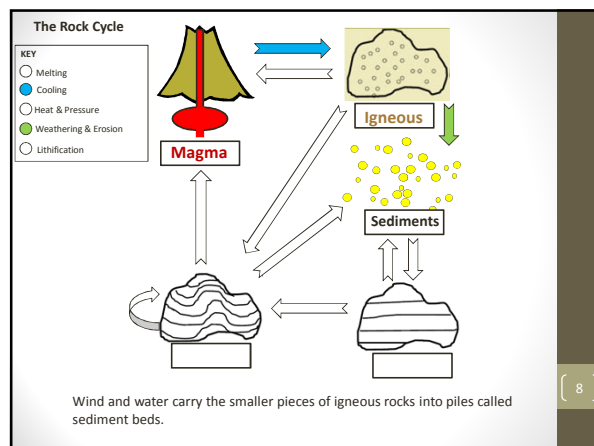 The Rock Cycle
KEY
Melting
Cooling
Heat & Pressure
Weathering & Erosion
Lithification
Magma
Igneous
Sediments
Wind and water carry the smaller pieces of igneous rocks into piles called
sediment beds.
8